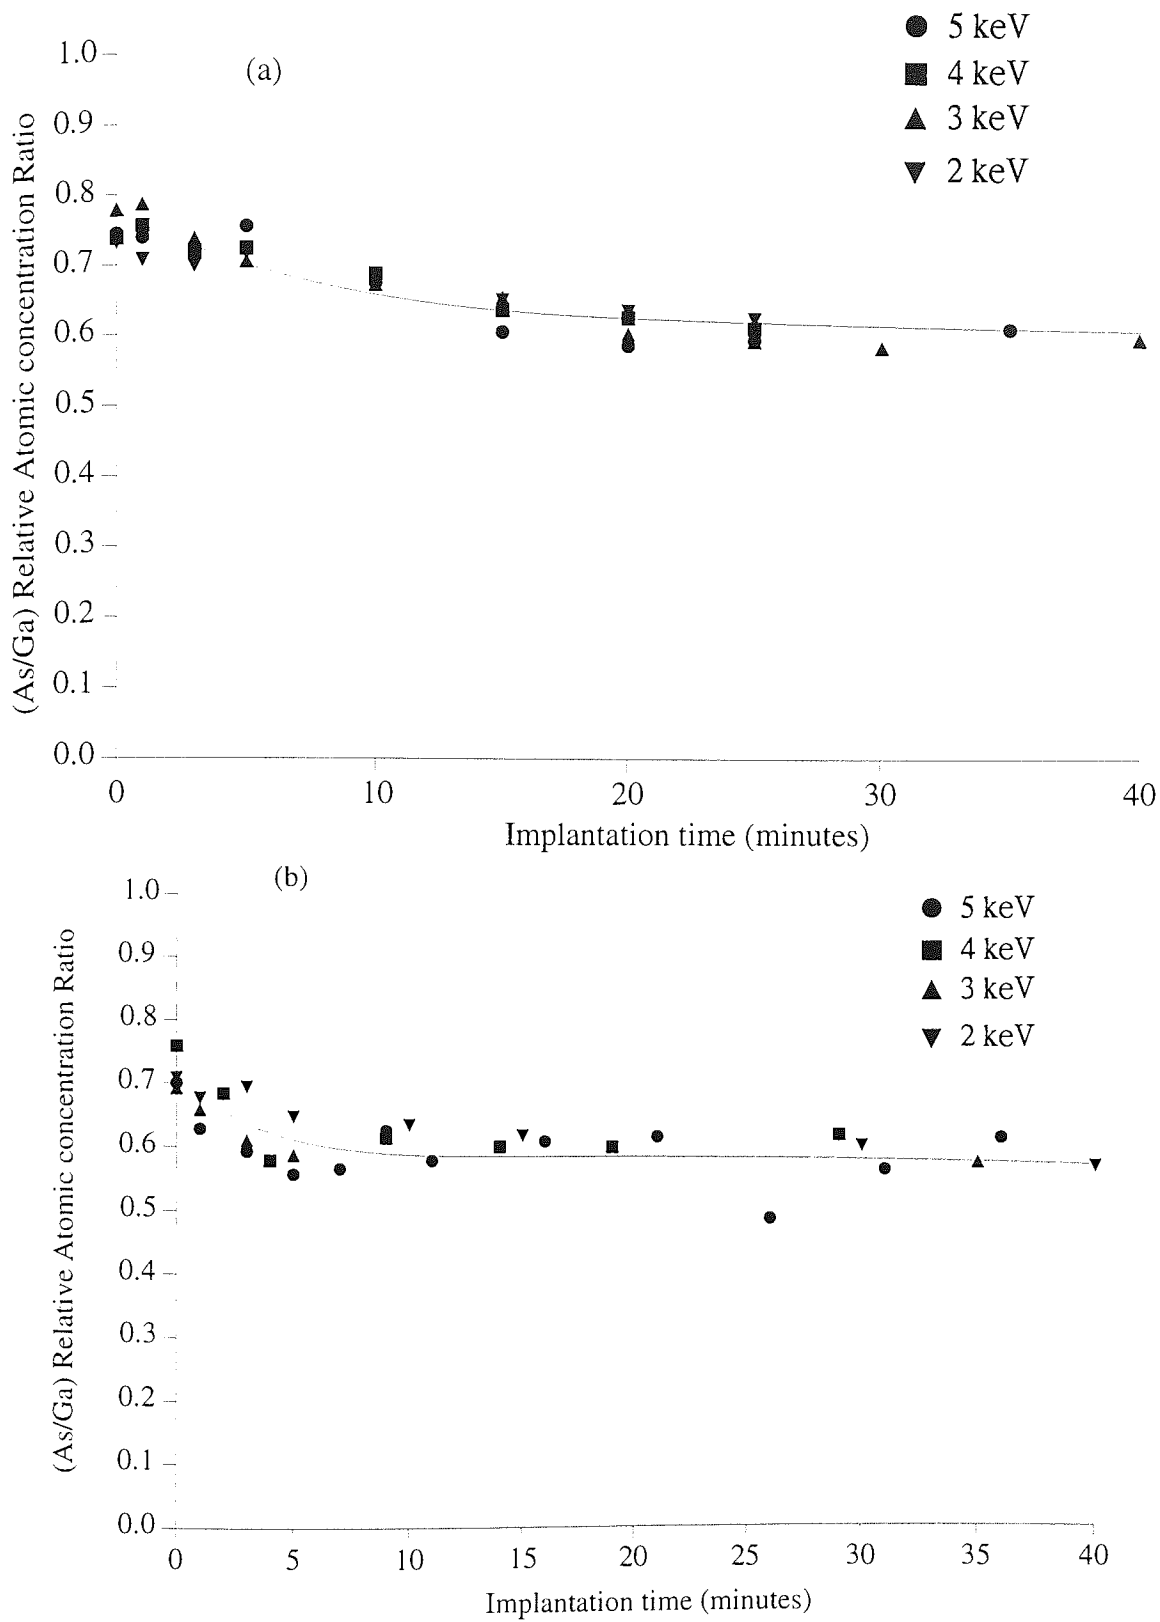 (a)
5 keV
4 keV
3 keV
2 keV
(As/Ga) Relative Atomic concentration Ratio
1.0
0.9
0.8
0.7
0.6
0.5
0.4
0.3
0.2
0.1
0.0
0 10 20 30 40
Implantation time (minutes)
(b)
5 keV
4 keV
3 keV
2 keV
(As/Ga) Relative Atomic concentration Ratio
1.0
0.9
0.8
0.7
0.6
0.5
0.4
0.3
0.2
0.1
0.0
0 5 10 15 20 25 30 35 40
Implantation time (minutes)